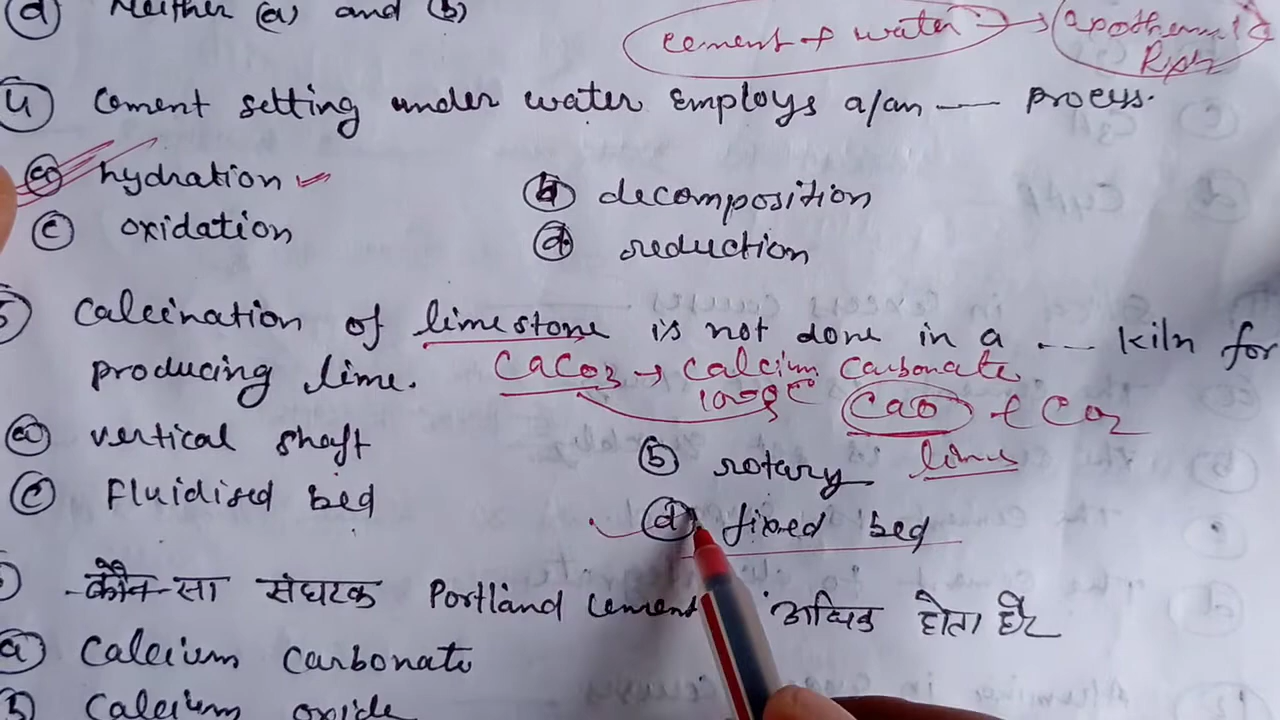 (d) Neither (a) and (b)
cement + water → apothermic Rxn
4) Cement setting under water employs a/an — process.
(a) hydration ✓ (b) decomposition
(c) oxidation (d) reduction
5) Calcination of limestone is not done in a --- kiln for
producing lime. CaCO3 → calcium Carbonate
1000°C CaO + CO2
(a) vertical shaft
(b) rotary lime
(c) Fluidised bed
(d) fixed bed
कौन सा संघटक Portland cement अधिक होता है
(a) Calcium Carbonate
(b) Calcium oxide